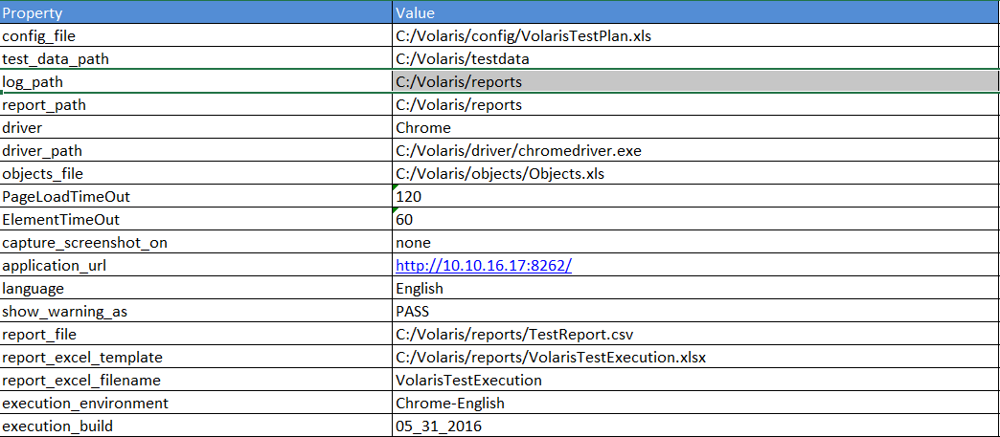 Property Value
config_file C:/Volaris/config/VolarisTestPlan.xls
test_data_path C:/Volaris/testdata
log_path C:/Volaris/reports
report_path C:/Volaris/reports
driver Chrome
driver_path C:/Volaris/driver/chromedriver.exe
objects_file C:/Volaris/objects/Objects.xls
PageLoadTimeOut 120
ElementTimeOut 60
capture_screenshot_on none
application_url http://10.10.16.17:8262/
language English
show_warning_as PASS
report_file C:/Volaris/reports/TestReport.csv
report_excel_template C:/Volaris/reports/VolarisTestExecution.xlsx
report_excel_filename VolarisTestExecution
execution_environment Chrome-English
execution_build 05_31_2016